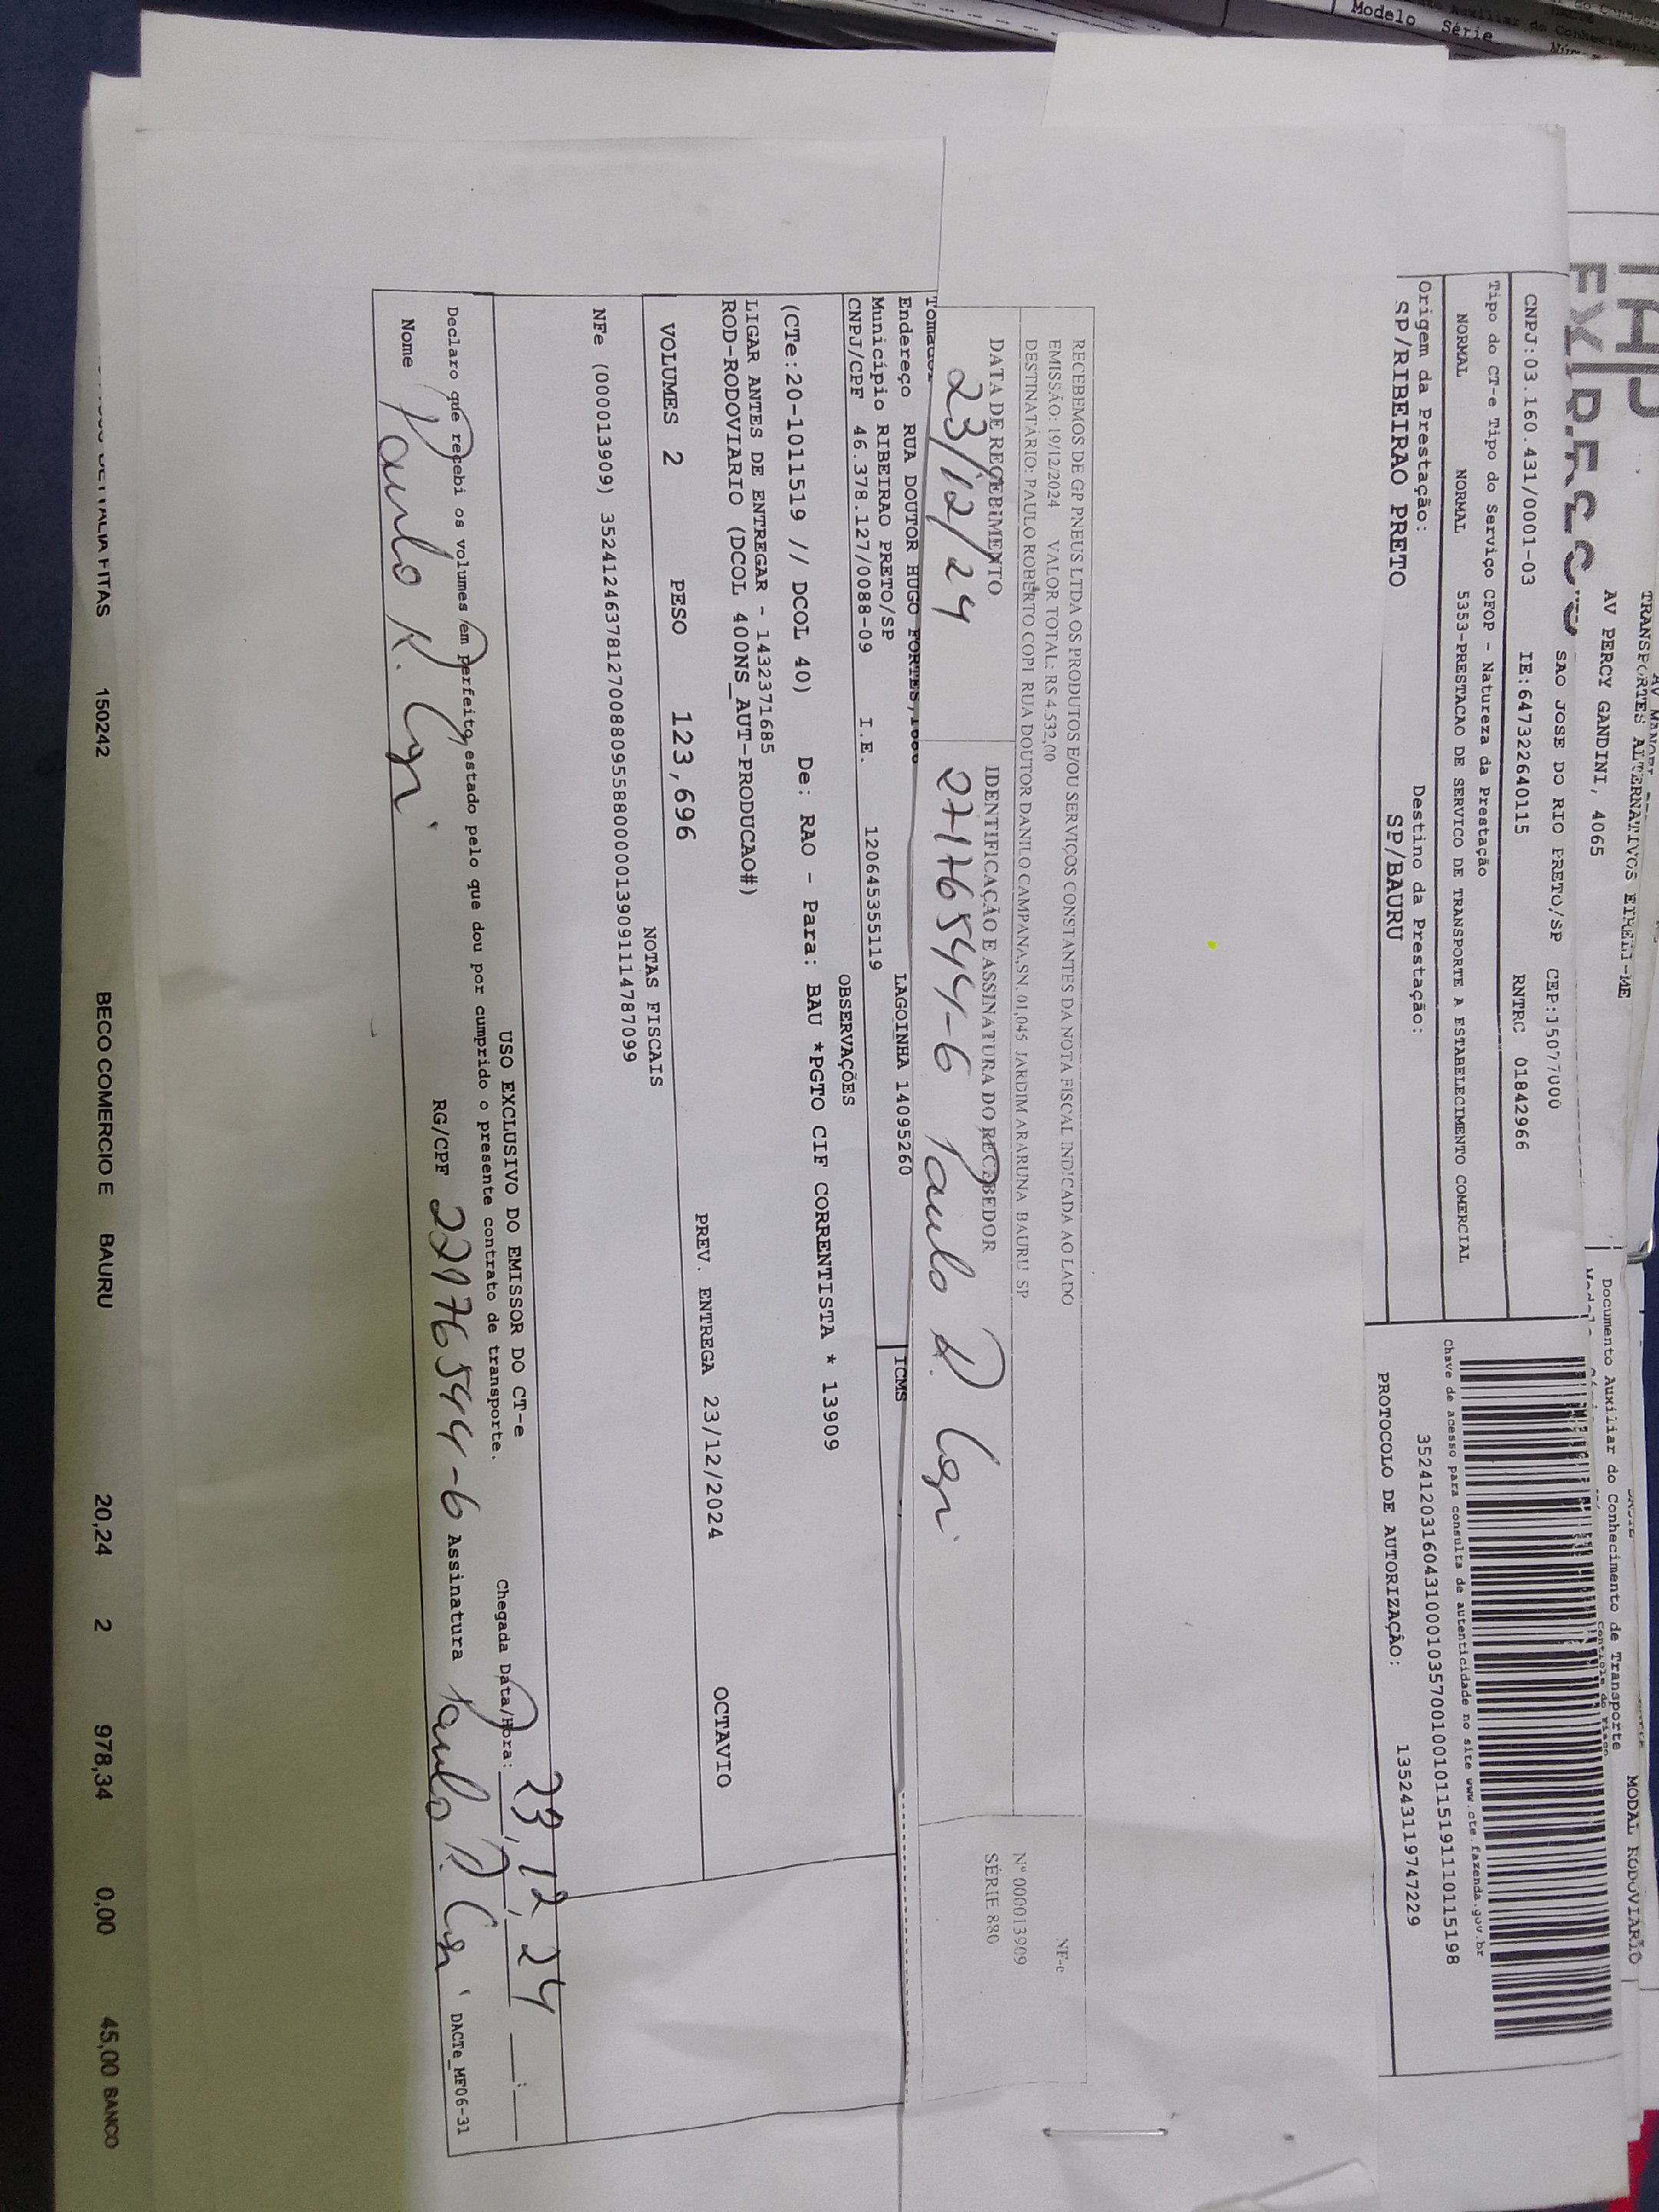 Modelo Série
TRANSPORTES ALTERNATIVOS EIRELI-ME
AV PERCY GANDINI, 4065
SAO JOSE DO RIO PRETO/SP CEP:15077000
CNPJ:03.160.431/0001-03 IE:647322640115 RNTRC 01842966
Tipo do CT-e Tipo do Serviço CFOP - Natureza da Prestação
NORMAL NORMAL 5353-PRESTACAO DE SERVICO DE TRANSPORTE A ESTABELECIMENTO COMERCIAL
Origem da Prestação: Destino da Prestação:
SP/RIBEIRAO PRETO SP/BAURU
MODAL RODOVIARIO
Documento Auxiliar do Conhecimento de Transporte
Chave de acesso para consulta de autenticidade no site www.cte.fazenda.gov.br
35241203160431000103570010010115191110115198
PROTOCOLO DE AUTORIZAÇÃO: 135243119747229
RECEBEMOS DE GP PNEUS LTDA OS PRODUTOS E/OU SERVIÇOS CONSTANTES DA NOTA FISCAL INDICADA AO LADO
EMISSÃO: 19/12/2024 VALOR TOTAL: R$ 4.532,00
DESTINATÁRIO: PAULO ROBERTO COPI RUA DOUTOR DANILO CAMPANA,SN, 01,045 JARDIM ARARUNA BAURU SP
NF-e
Nº 000013909
SÉRIE 880
DATA DE RECEBIMENTO IDENTIFICAÇÃO E ASSINATURA DO RECEBEDOR
23/12/24 27176544-6 Paulo R. Copi
Tomador
Endereço RUA DOUTOR HUGO FORTES, LAGOINHA 14095260 ICMS
Município RIBEIRAO PRETO/SP
CNPJ/CPF 46.378.127/0088-09 I.E. 120645355119
OBSERVAÇÕES
(CTe:20-1011519 // DCOL 40) De: RAO - Para: BAU *PGTO CIF CORRENTISTA * 13909
LIGAR ANTES DE ENTREGAR - 1432371685
ROD-RODOVIARIO (DCOL 400NS_AUT-PRODUCAO#)
VOLUMES 2 PESO 123,696 PREV. ENTREGA 23/12/2024 OCTAVIO
NOTAS FISCAIS
NFe (000013909) 35241246378127008809558800000139091114787099
USO EXCLUSIVO DO EMISSOR DO CT-e
Declaro que recebi os volumes em perfeito estado pelo que dou por cumprido o presente contrato de transporte.
Chegada Data/Hora: 23,12,24
Nome Paulo R. Copi RG/CPF 22176544-6 Assinatura Paulo R. Copi
DACTe_MF06-31
150242 BECO COMERCIO E BAURU 20,24 2 978,34 0,00 45,00 BANCO